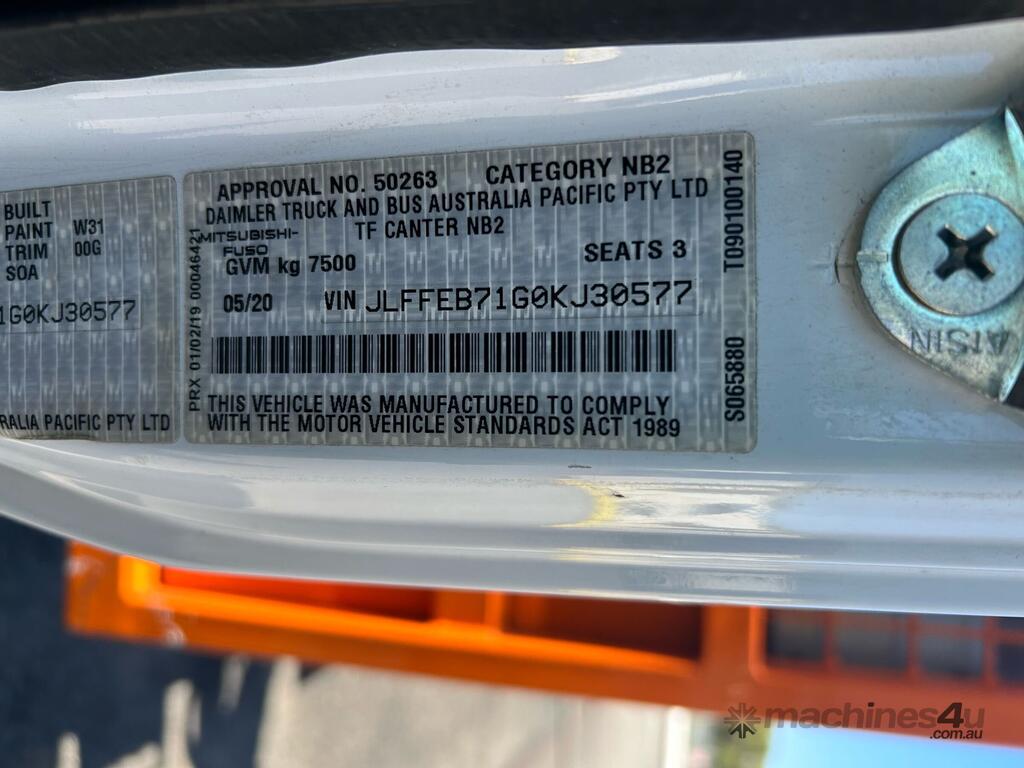 BUILT
PAINT W31
TRIM 00G
SOA
1G0KJ30577
RALIA PACIFIC PTY LTD
PRX 01/02/19 00046421
APPROVAL NO. 50263 CATEGORY NB2
DAIMLER TRUCK AND BUS AUSTRALIA PACIFIC PTY LTD
MITSUBISHI- TF CANTER NB2
FUSO
GVM kg 7500 SEATS 3
05/20 VIN JLFFEB71G0KJ30577
THIS VEHICLE WAS MANUFACTURED TO COMPLY
WITH THE MOTOR VEHICLE STANDARDS ACT 1989
S065880 T090100140
AISIN
machines4u
.com.au